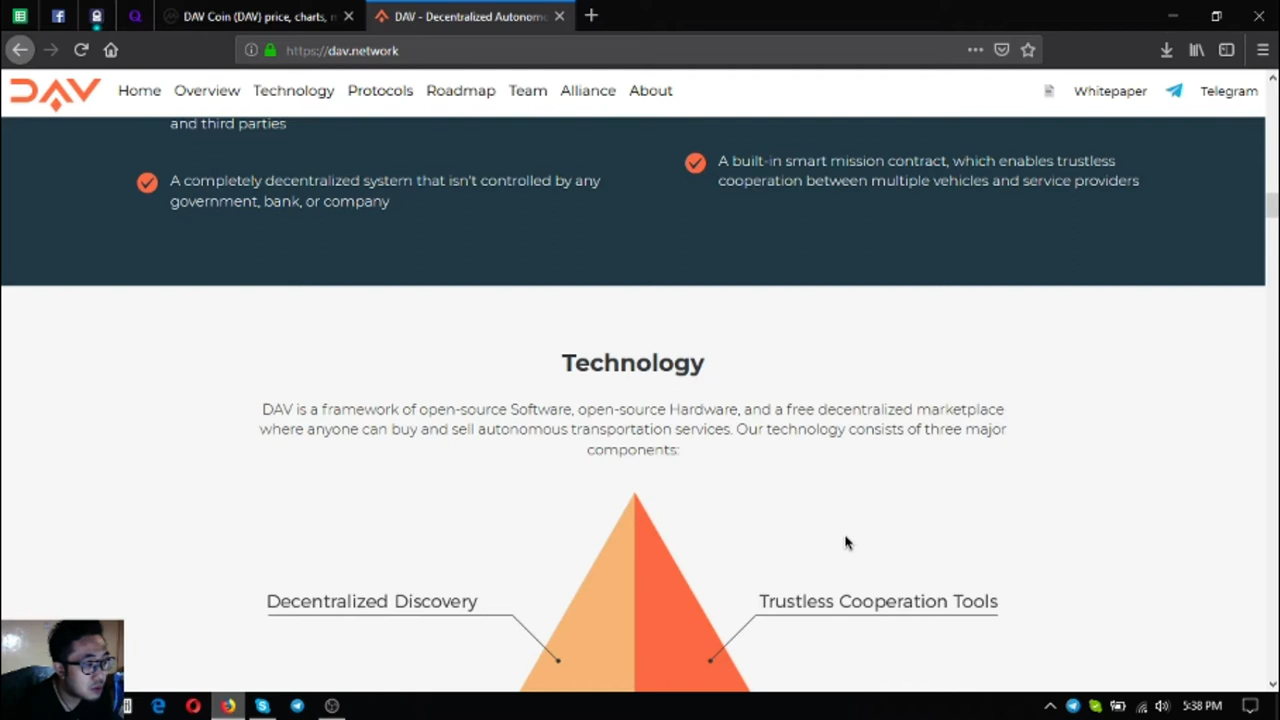 DAV Coin (DAV) price, charts, m
DAV - Decentralized Autonomo
https://dav.network
DAV
Home
Overview
Technology
Protocols
Roadmap
Team
Alliance
About
Whitepaper
Telegram
and third parties
A completely decentralized system that isn't controlled by any
government, bank, or company
A built-in smart mission contract, which enables trustless
cooperation between multiple vehicles and service providers
Technology
DAV is a framework of open-source Software, open-source Hardware, and a free decentralized marketplace
where anyone can buy and sell autonomous transportation services. Our technology consists of three major
components:
Decentralized Discovery
Trustless Cooperation Tools
5:38 PM